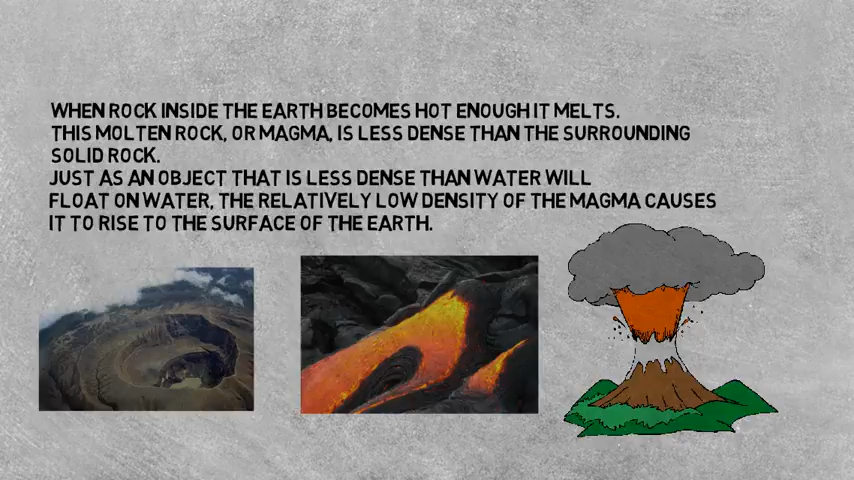 WHEN ROCK INSIDE THE EARTH BECOMES HOT ENOUGH IT MELTS.
THIS MOLTEN ROCK, OR MAGMA, IS LESS DENSE THAN THE SURROUNDING
SOLID ROCK.
JUST AS AN OBJECT THAT IS LESS DENSE THAN WATER WILL
FLOAT ON WATER, THE RELATIVELY LOW DENSITY OF THE MAGMA CAUSES
IT TO RISE TO THE SURFACE OF THE EARTH.